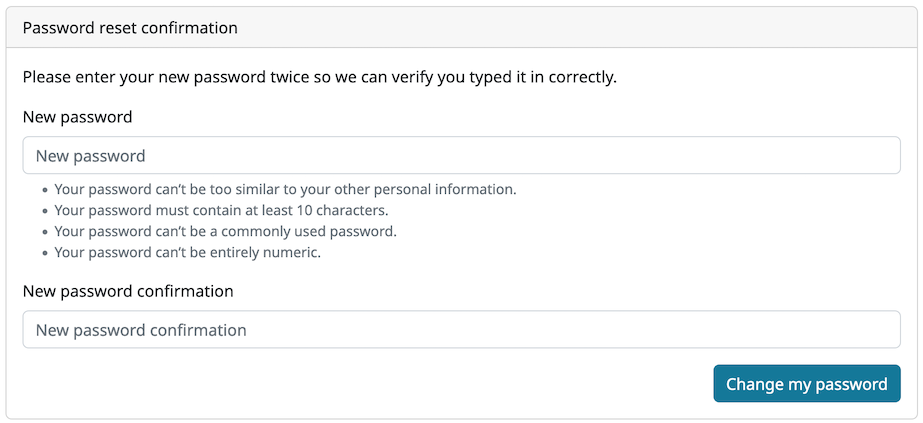 Password reset confirmation
Please enter your new password twice so we can verify you typed it in correctly.
New password
New password
• Your password can’t be too similar to your other personal information.
• Your password must contain at least 10 characters.
• Your password can’t be a commonly used password.
• Your password can’t be entirely numeric.
New password confirmation
New password confirmation
Change my password